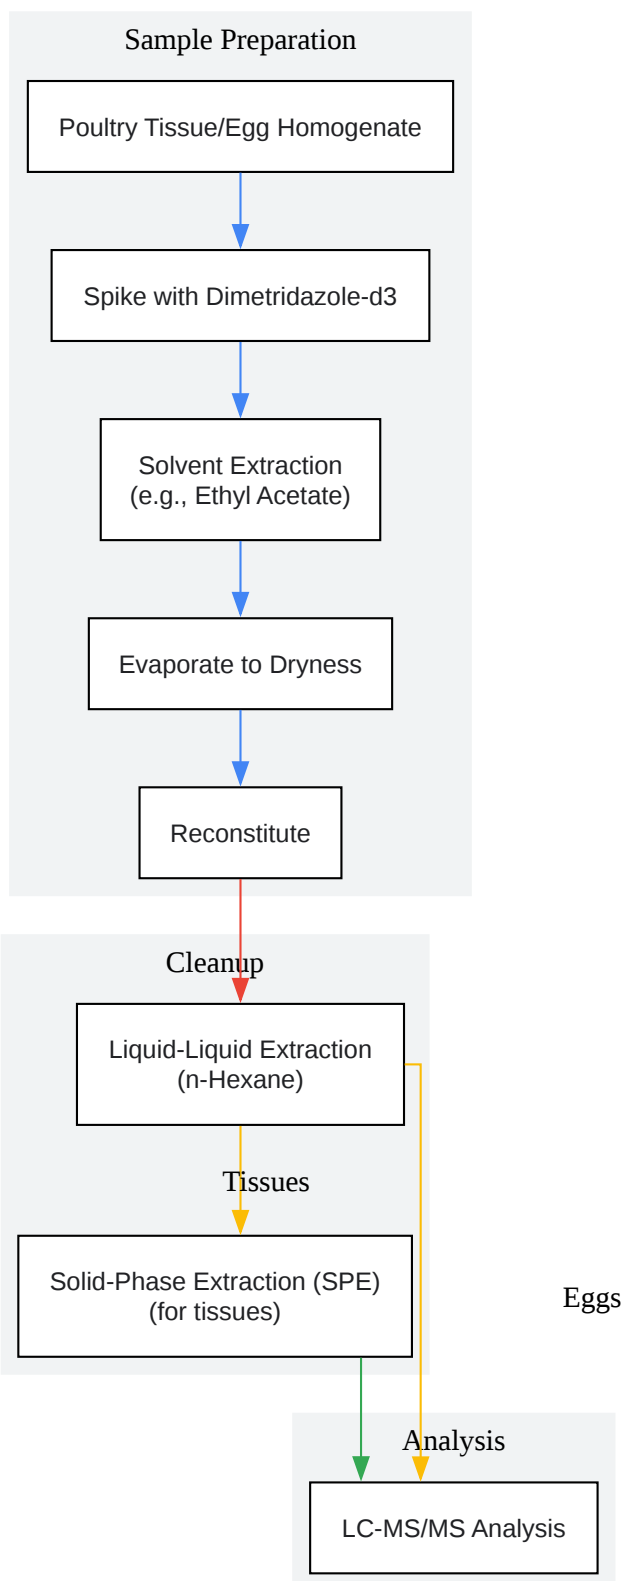 Sample Preparation
Poultry Tissue/Egg Homogenate
Spike with Dimetridazole-d3
Solvent Extraction
(e.g., Ethyl Acetate)
Evaporate to Dryness
Reconstitute
Cleanup
Liquid-Liquid Extraction
(n-Hexane)
Tissues
Solid-Phase Extraction (SPE)
(for tissues)
Eggs
Analysis
LC-MS/MS Analysis